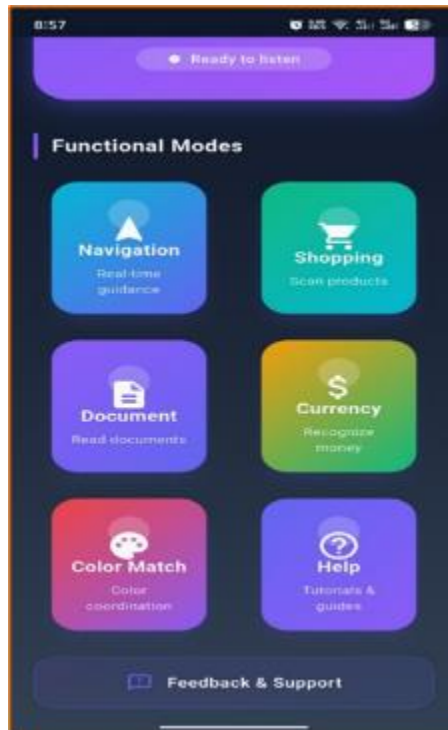 8:57
Ready to listen
Functional Modes
Navigation
Real-time
guidance
Shopping
Scan products
Document
Read documents
$
Currency
Recognize
money
Color Match
Color
coordination
?
Help
Tutorials &
guides
Feedback & Support